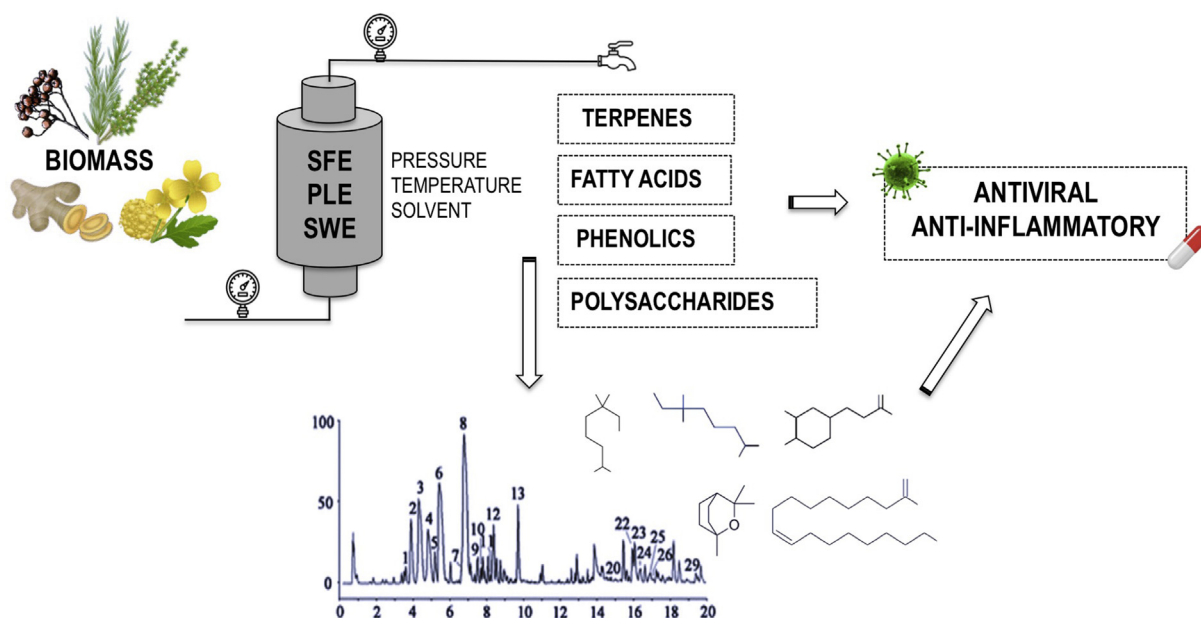 BIOMASS
SFE
PLE
SWE
PRESSURE
TEMPERATURE
SOLVENT
TERPENES
FATTY ACIDS
PHENOLICS
POLYSACCHARIDES
ANTIVIRAL
ANTI-INFLAMMATORY
100
50
0
1
2
3
4
5
6
7
8
9
10
12
13
20
22
23
24
25
26
29
O
0 2 4 6 8 10 12 14 16 18 20